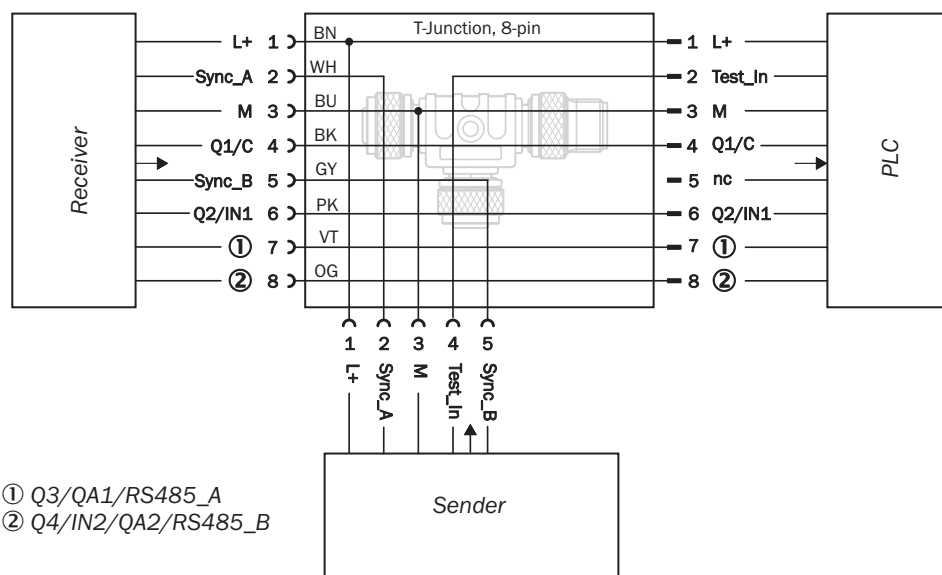 T-Junction, 8-pin
Receiver
PLC
L+ 1 BN 1 L+
Sync_A 2 WH 2 Test_In
M 3 BU 3 M
Q1/C 4 BK 4 Q1/C
Sync_B 5 GY 5 nc
Q2/IN1 6 PK 6 Q2/IN1
① 7 VT 7 ①
② 8 OG 8 ②
1 2 3 4 5
L+ Sync_A M Test_In Sync_B
Sender
① Q3/QA1/RS485_A
② Q4/IN2/QA2/RS485_B